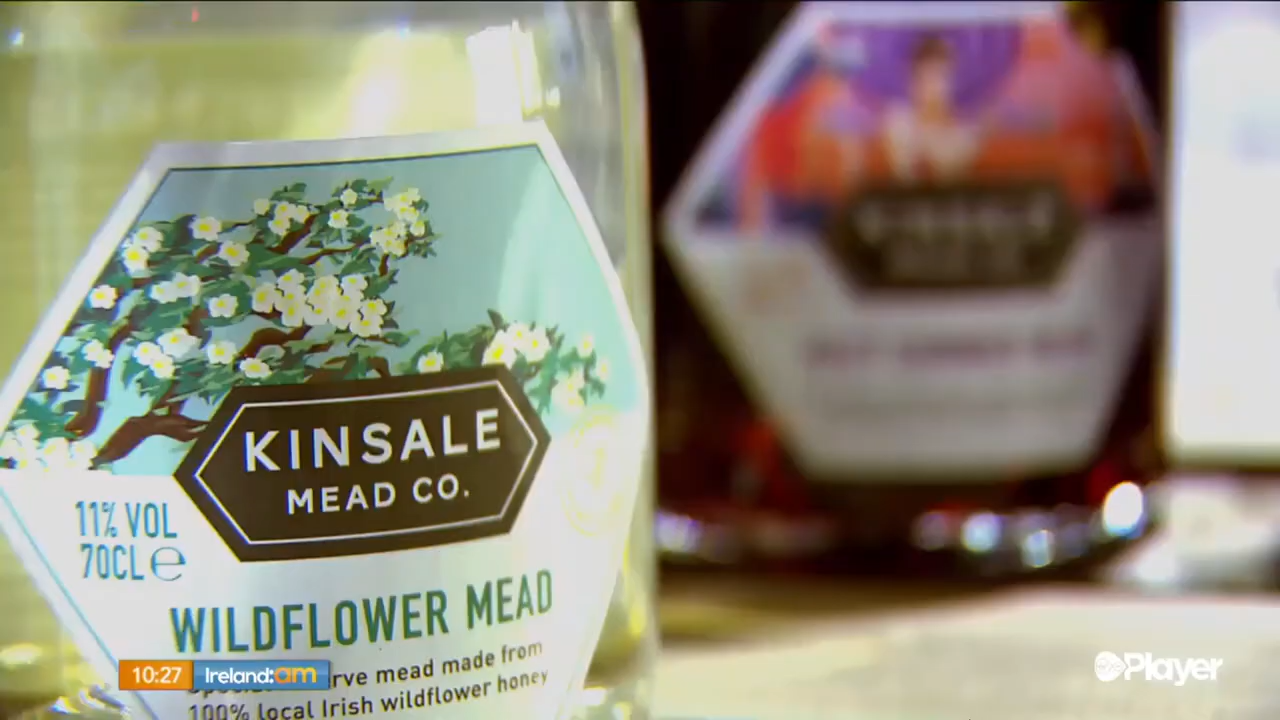 KINSALE
MEAD CO.
11% VOL
70CL e
WILDFLOWER MEAD
mead made from
100% local Irish wildflower honey
10:27 Ireland:am
Player